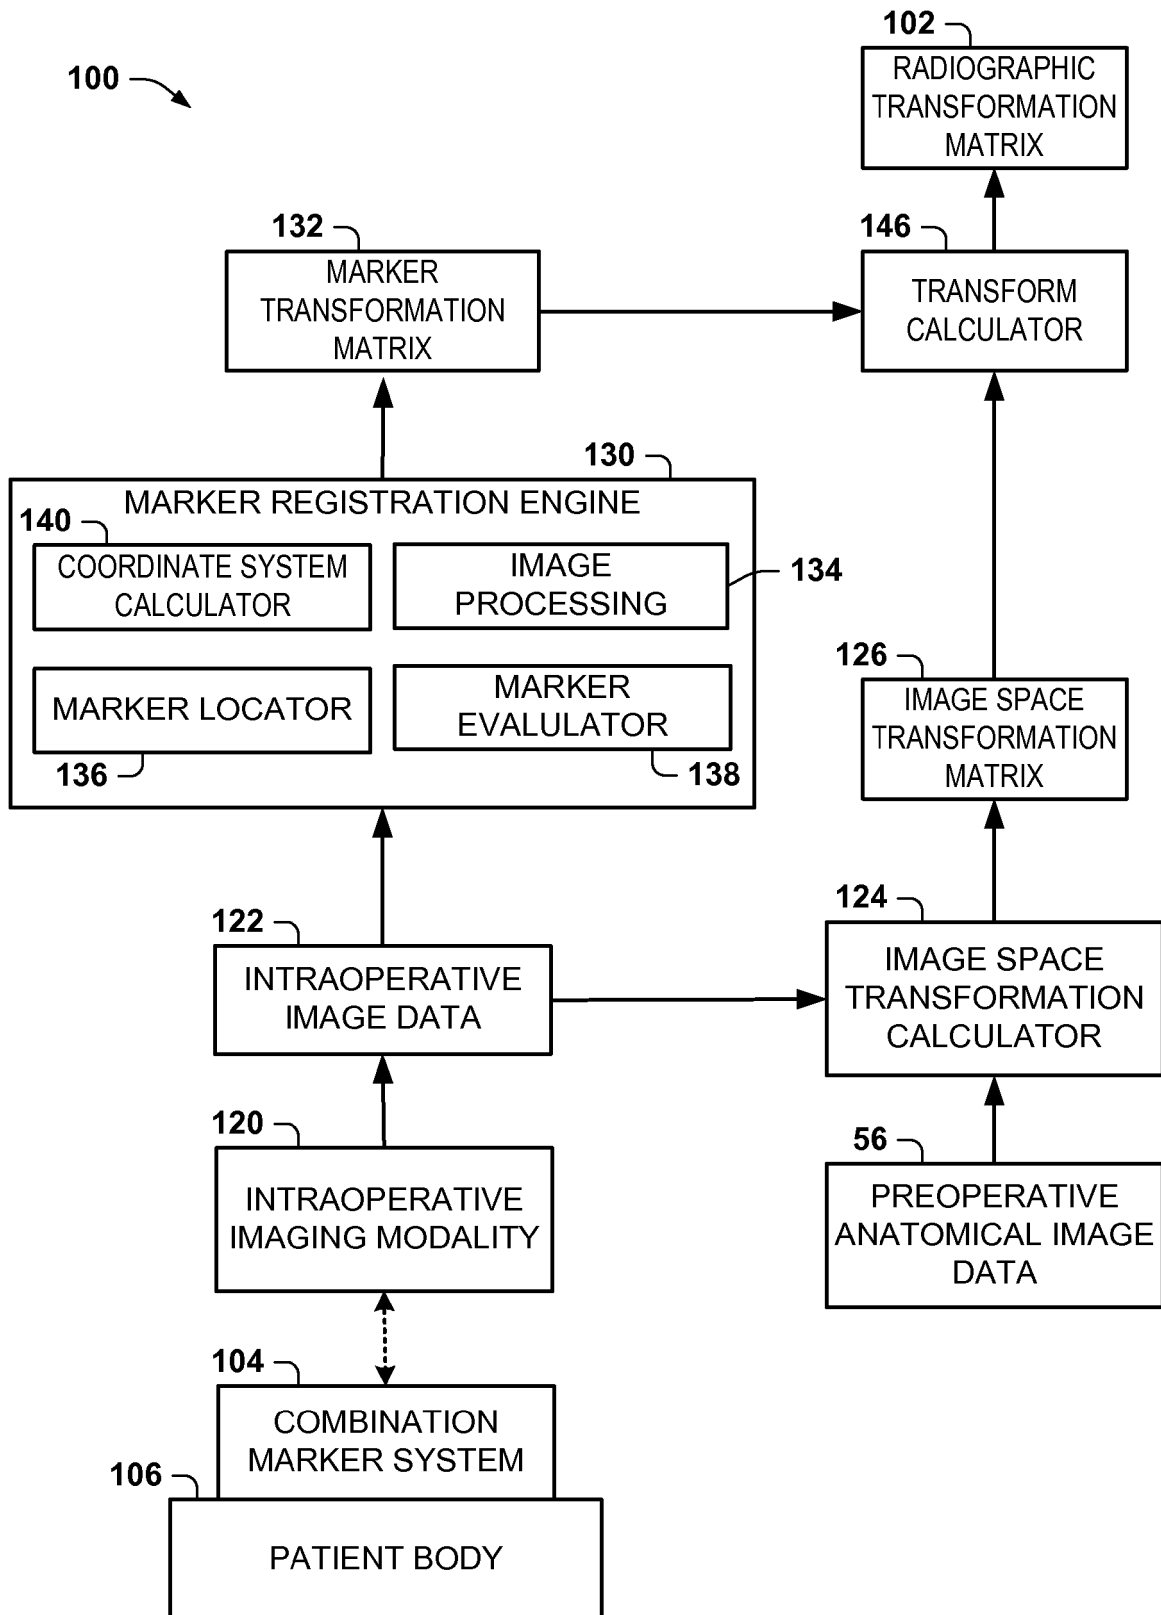 102
RADIOGRAPHIC
TRANSFORMATION
MATRIX
100
132
MARKER
TRANSFORMATION
MATRIX
146
TRANSFORM
CALCULATOR
130
MARKER REGISTRATION ENGINE
140
COORDINATE SYSTEM
CALCULATOR
IMAGE
PROCESSING
134
MARKER LOCATOR
136
MARKER
EVALULATOR
138
126
IMAGE SPACE
TRANSFORMATION
MATRIX
122
INTRAOPERATIVE
IMAGE DATA
124
IMAGE SPACE
TRANSFORMATION
CALCULATOR
120
INTRAOPERATIVE
IMAGING MODALITY
56
PREOPERATIVE
ANATOMICAL IMAGE
DATA
104
COMBINATION
MARKER SYSTEM
106
PATIENT BODY